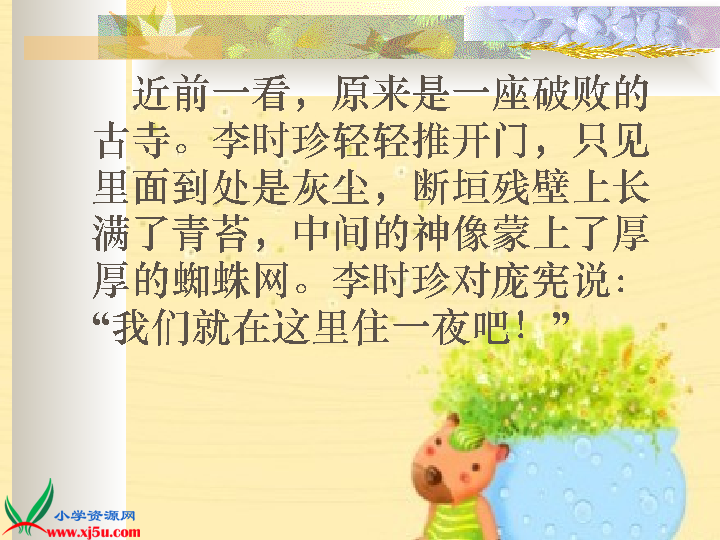 近前一看，原来是一座破败的
古寺。李时珍轻轻推开门，只见
里面到处是灰尘，断垣残壁上长
满了青苔，中间的神像蒙上了厚
厚的蜘蛛网。李时珍对庞宪说：
“我们就在这里住一夜吧！”
小学资源网
www.xj5u.com